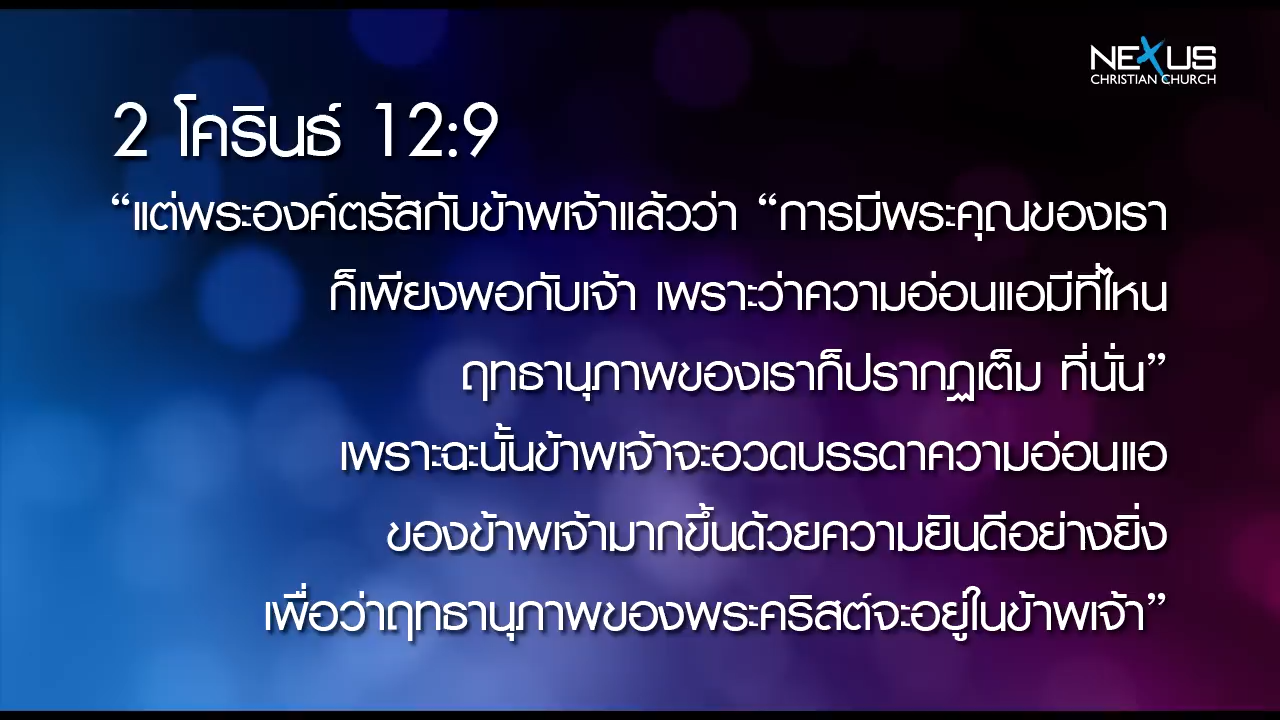 NEXUS
CHRISTIAN CHURCH
2 โครินธ์ 12:9
“แต่พระองค์ตรัสกับข้าพเจ้าแล้วว่า “การมีพระคุณของเรา
ก็เพียงพอกับเจ้า เพราะว่าความอ่อนแอมีที่ไหน
ฤทธานุภาพของเราก็ปรากฏเต็ม ที่นั่น”
เพราะฉะนั้นข้าพเจ้าจะอวดบรรดาความอ่อนแอ
ของข้าพเจ้ามากขึ้นด้วยความยินดีอย่างยิ่ง
เพื่อว่าฤทธานุภาพของพระคริสต์จะอยู่ในข้าพเจ้า”